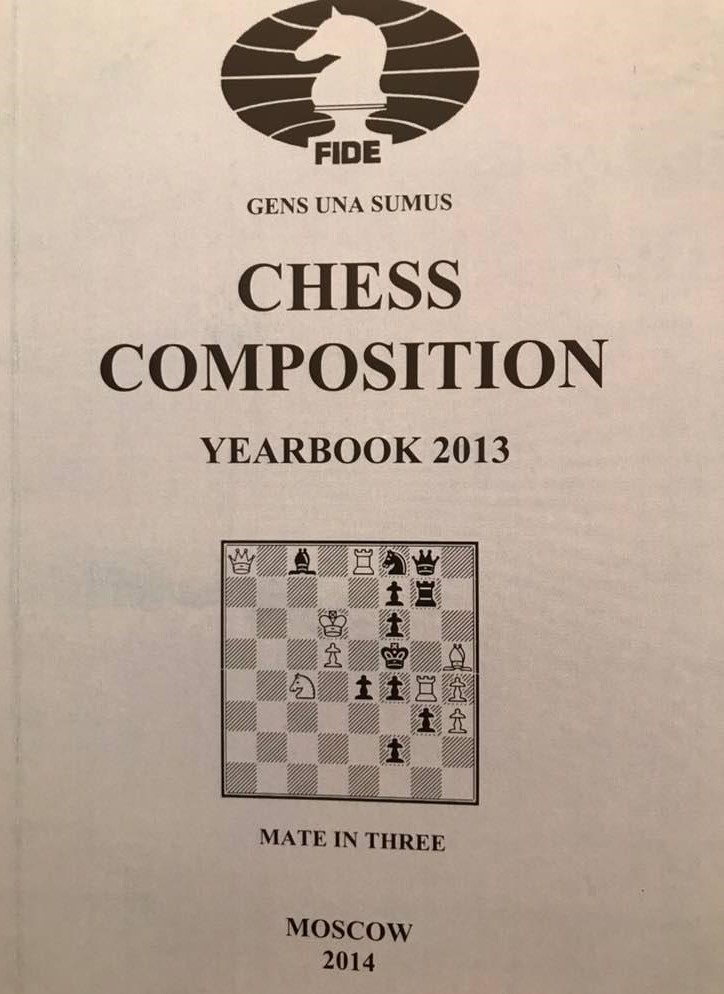 FIDE
GENS UNA SUMUS
CHESS
COMPOSITION
YEARBOOK 2013
MATE IN THREE
MOSCOW
2014